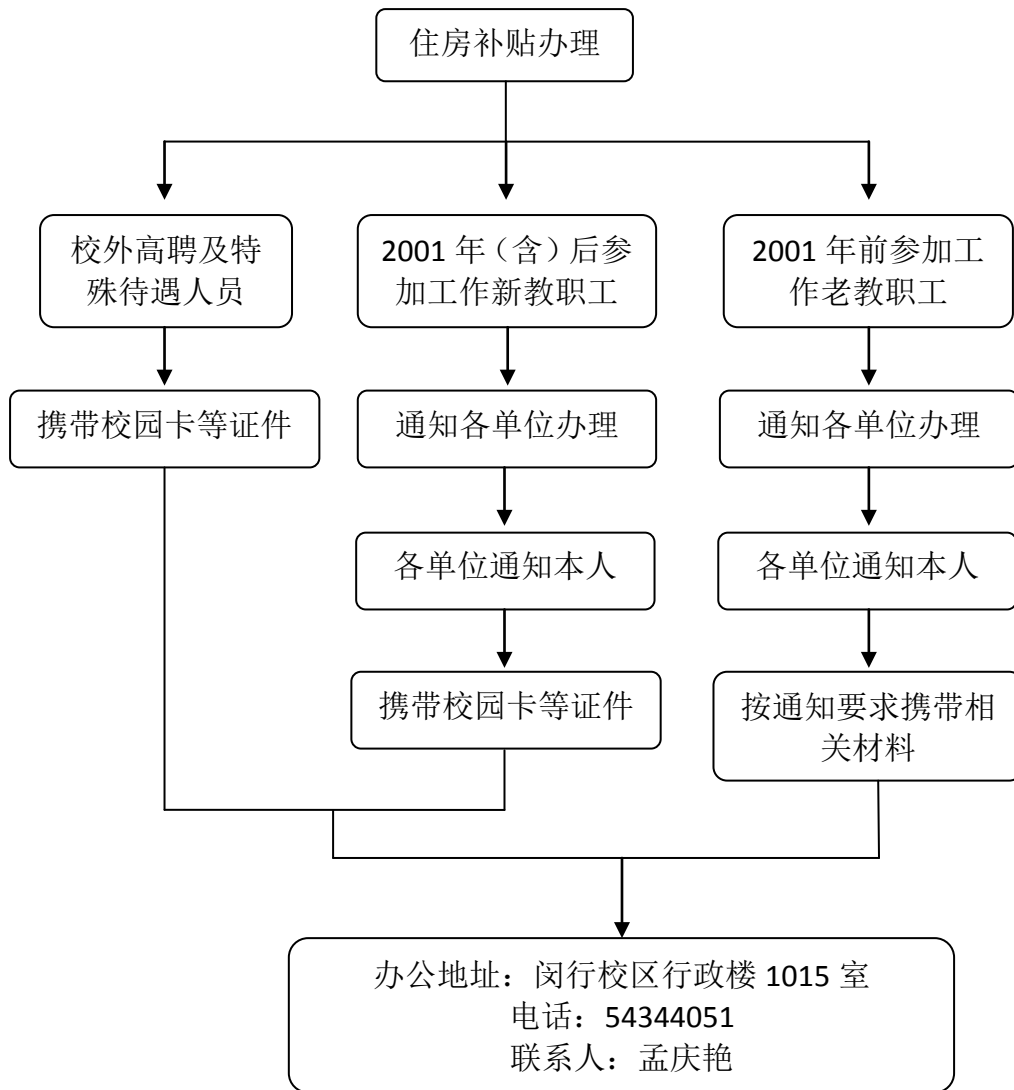 住房补贴办理
校外高聘及特
殊待遇人员
2001 年（含）后参
加工作新教职工
2001 年前参加工
作老教职工
携带校园卡等证件
通知各单位办理
通知各单位办理
各单位通知本人
各单位通知本人
携带校园卡等证件
按通知要求携带相
关材料
办公地址：闵行校区行政楼 1015 室
电话：54344051
联系人：孟庆艳